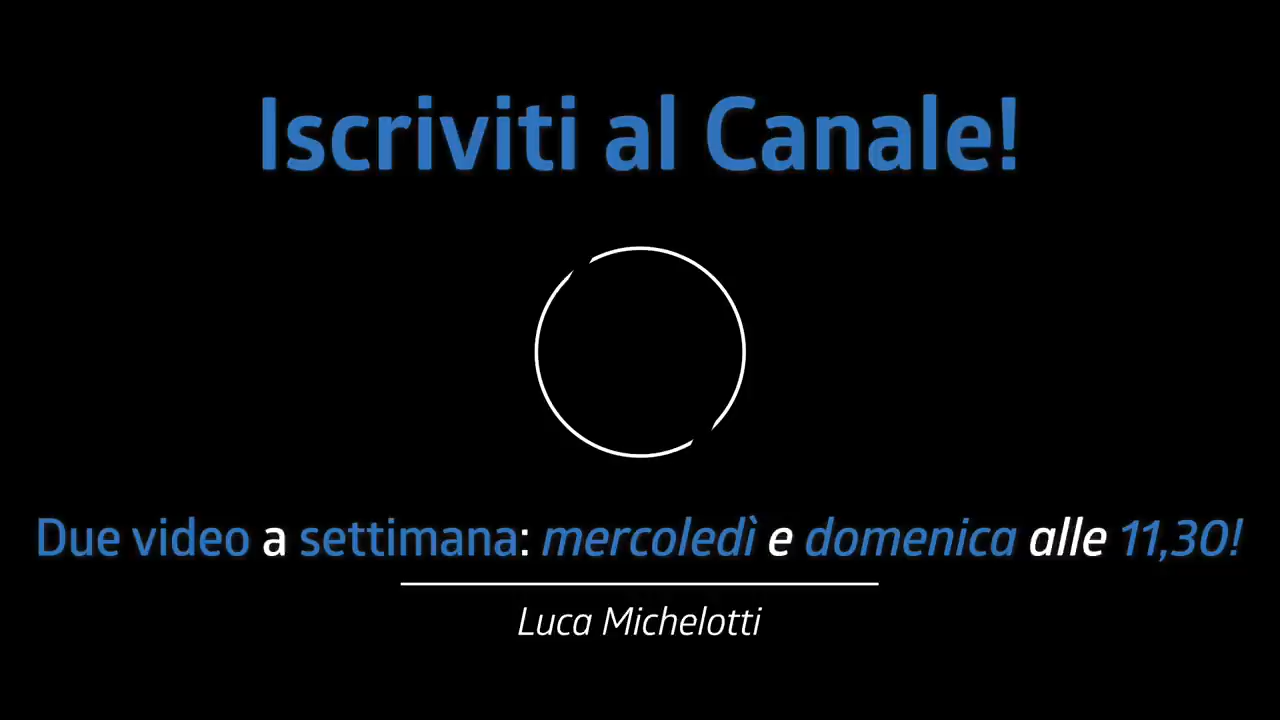 Iscriviti al Canale!
Due video a settimana: mercoledì e domenica alle 11,30!
Luca Michelotti